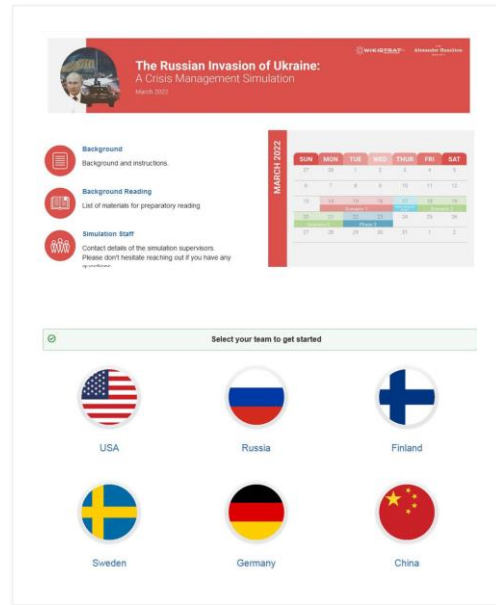 WIKISTRAT
Alexander Hamilton
The Russian Invasion of Ukraine:
A Crisis Management Simulation
March 2022
Background
Background and instructions.
Background Reading
List of materials for preparatory reading
Simulation Staff
Contact details of the simulation supervisors.
Please don't hesitate reaching out if you have any
questions.
MARCH 2022
SUN MON TUE WED THUR FRI SAT
27 28 1 2 3 4 5
6 7 8 9 10 11 12
13 14 15 16 17 18 19
20 21 22 23 24 25 26
27 28 29 30 31 1 2
Select your team to get started
USA
Russia
Finland
Sweden
Germany
China